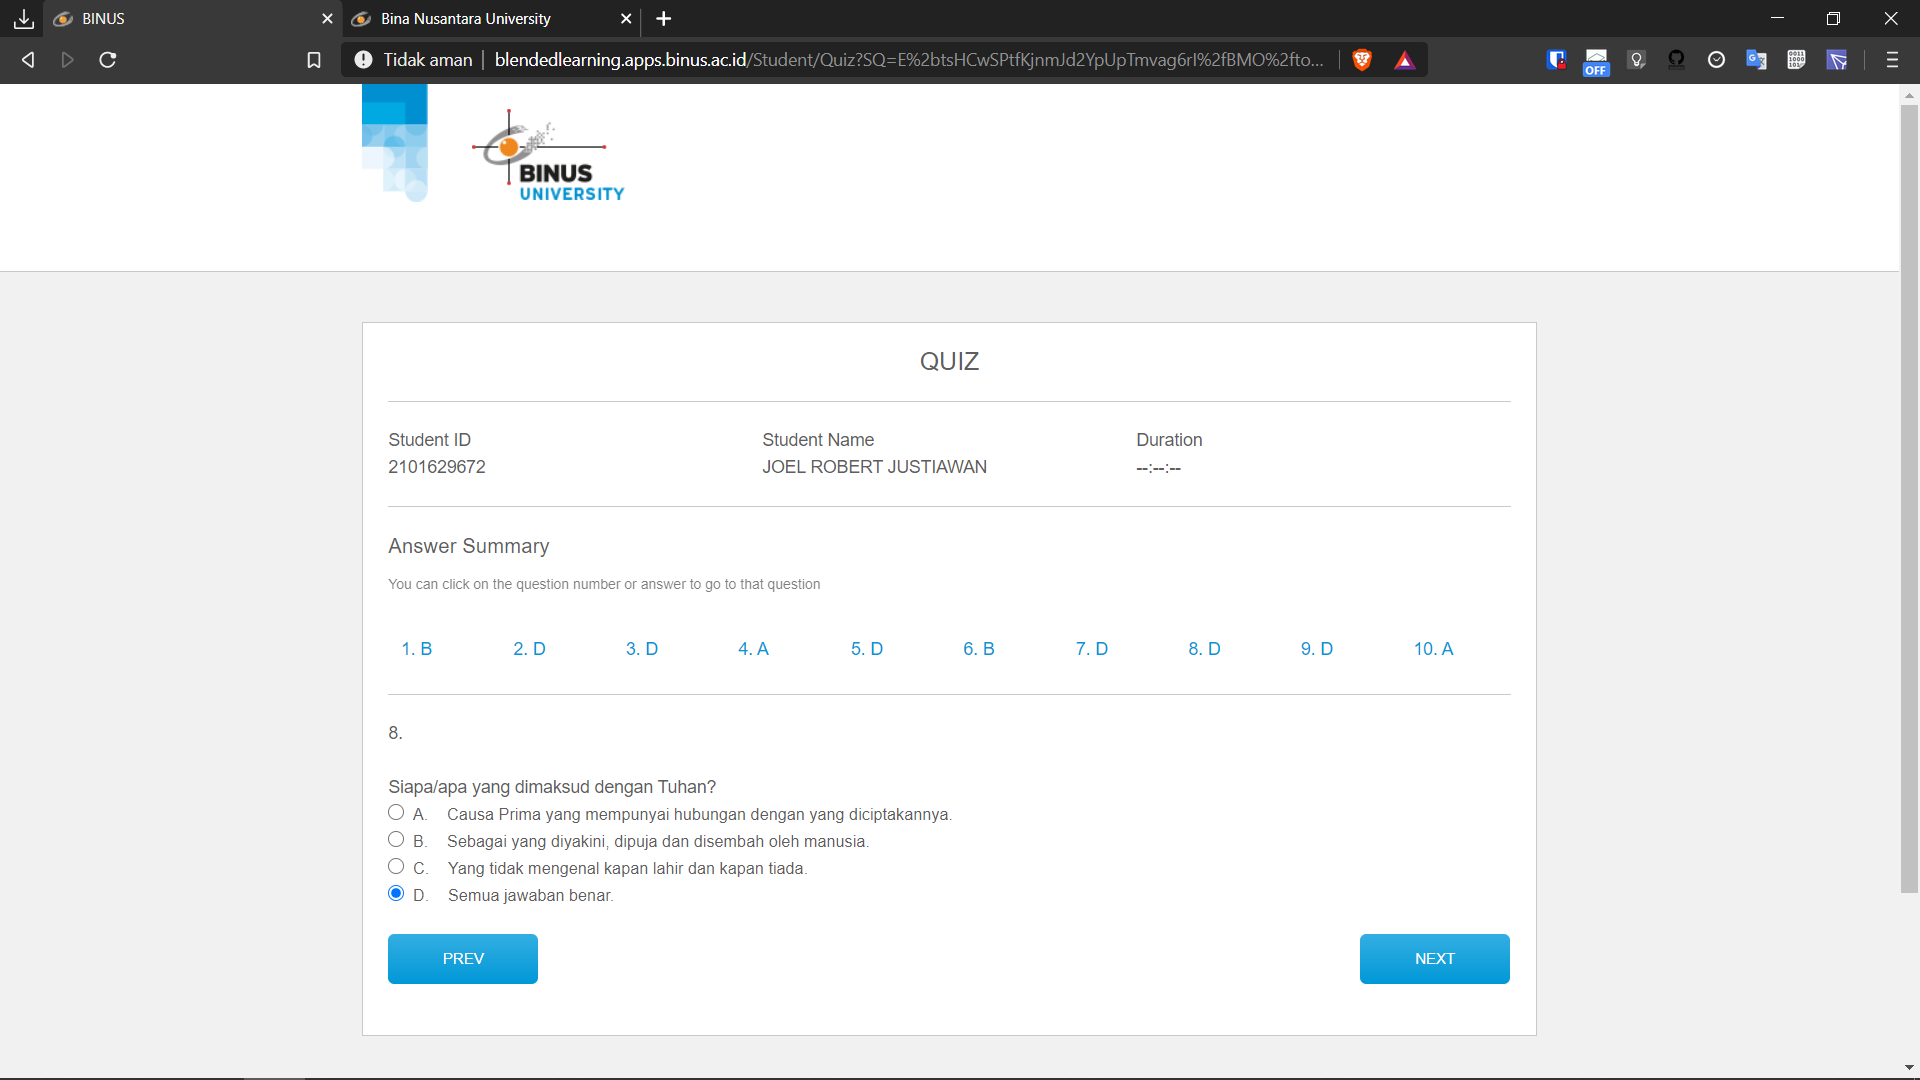 BINUS
Bina Nusantara University
Tidak aman
blendedlearning.apps.binus.ac.id/Student/Quiz?SQ=E%2btsHCwSPtfKjnmJd2YpUpTmvag6rI%2fBMO%2fto...
OFF
BINUS
UNIVERSITY
QUIZ
Student ID Student Name Duration
2101629672 JOEL ROBERT JUSTIAWAN --:--:--
Answer Summary
You can click on the question number or answer to go to that question
1. B 2. D 3. D 4. A 5. D 6. B 7. D 8. D 9. D 10. A
8.
Siapa/apa yang dimaksud dengan Tuhan?
A. Causa Prima yang mempunyai hubungan dengan yang diciptakannya.
B. Sebagai yang diyakini, dipuja dan disembah oleh manusia.
C. Yang tidak mengenal kapan lahir dan kapan tiada.
D. Semua jawaban benar.
PREV NEXT